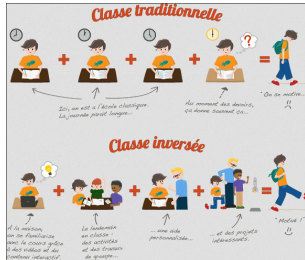 Classe traditionnelle
?
Ici, on est à l'école classique.
La journée paraît longue...
Au moment des devoirs,
ça donne souvent ça...
"On se motive..."
Classe inversée
À la maison,
on se familiarise
avec le cours grâce
à des vidéos et du
contenu interactif.
Le lendemain
en classe :
des activités
et des travaux
de groupe...
...une aide
personnalisée...
...et des projets
intéressants.
"Motivé !"